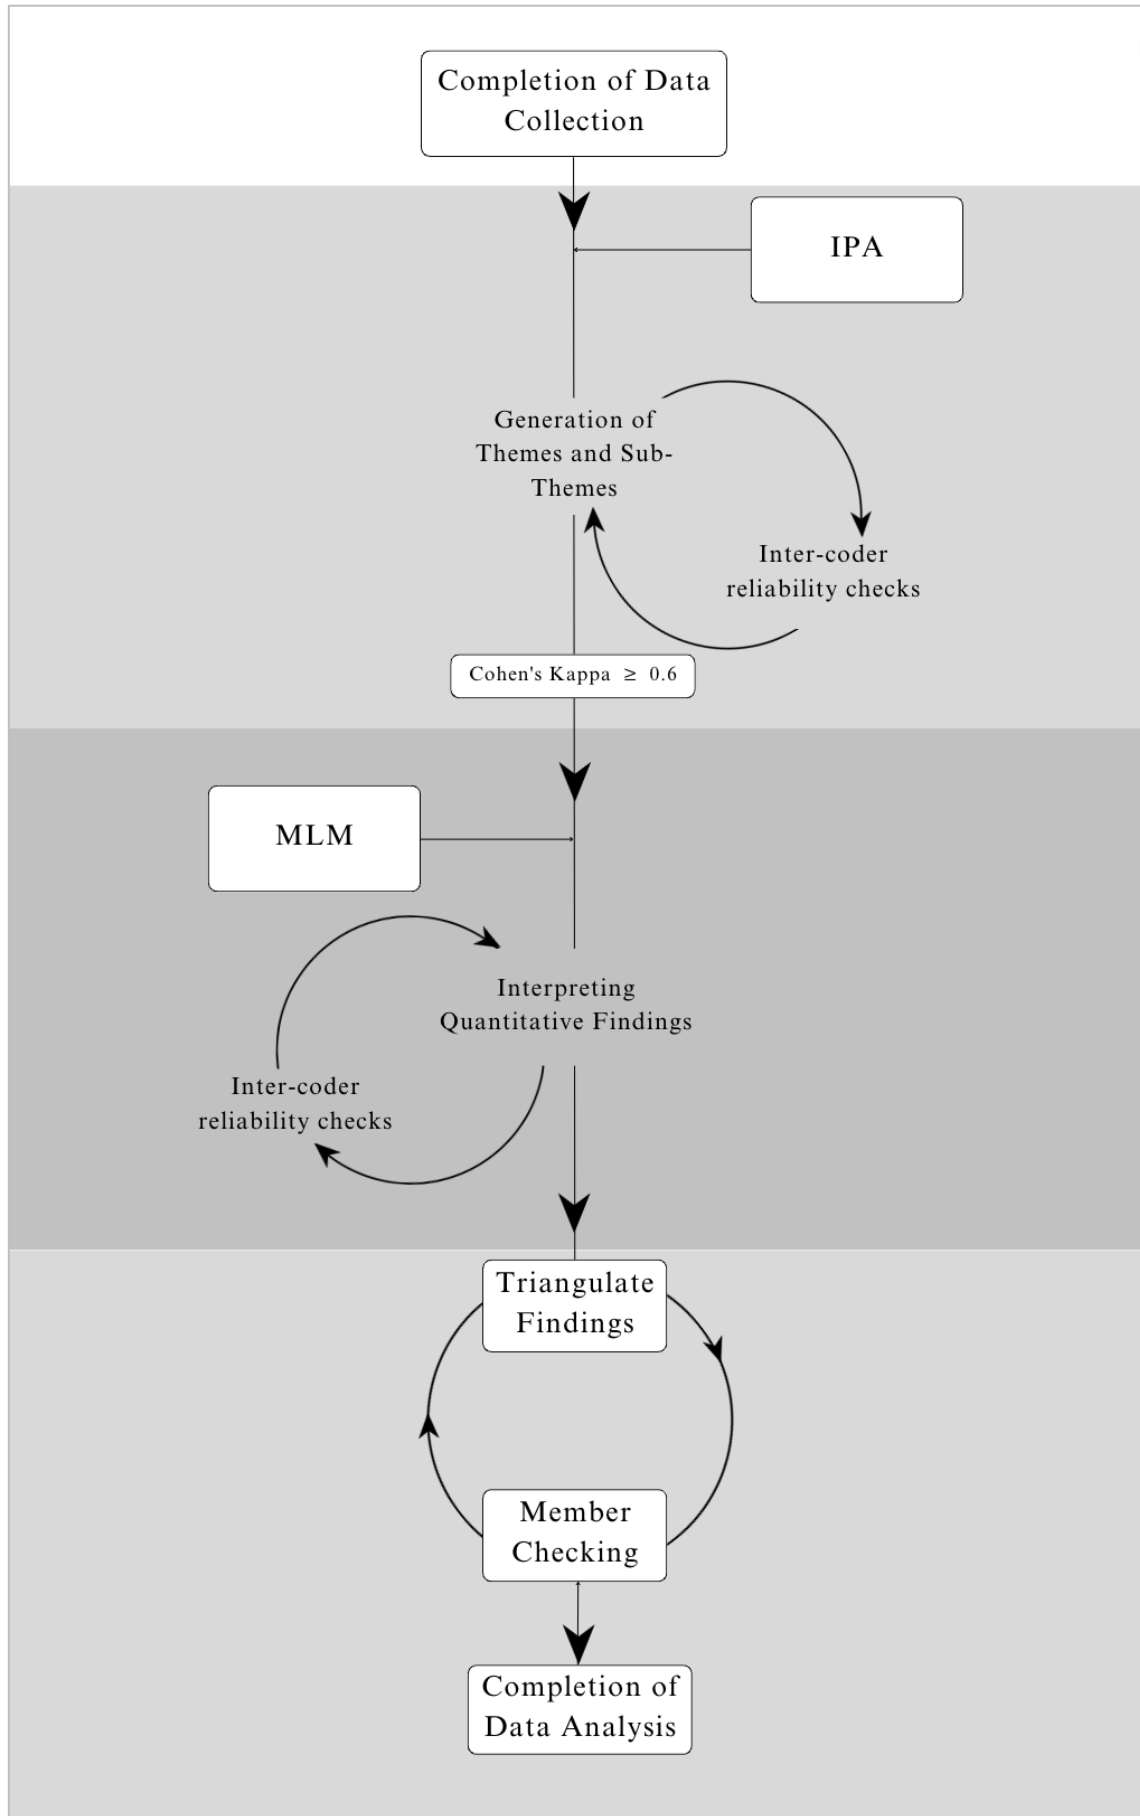 Completion of Data
Collection
IPA
Generation of
Themes and Sub-
Themes
Inter-coder
reliability checks
Cohen's Kappa ≥ 0.6
MLM
Interpreting
Quantitative Findings
Inter-coder
reliability checks
Triangulate
Findings
Member
Checking
Completion of
Data Analysis